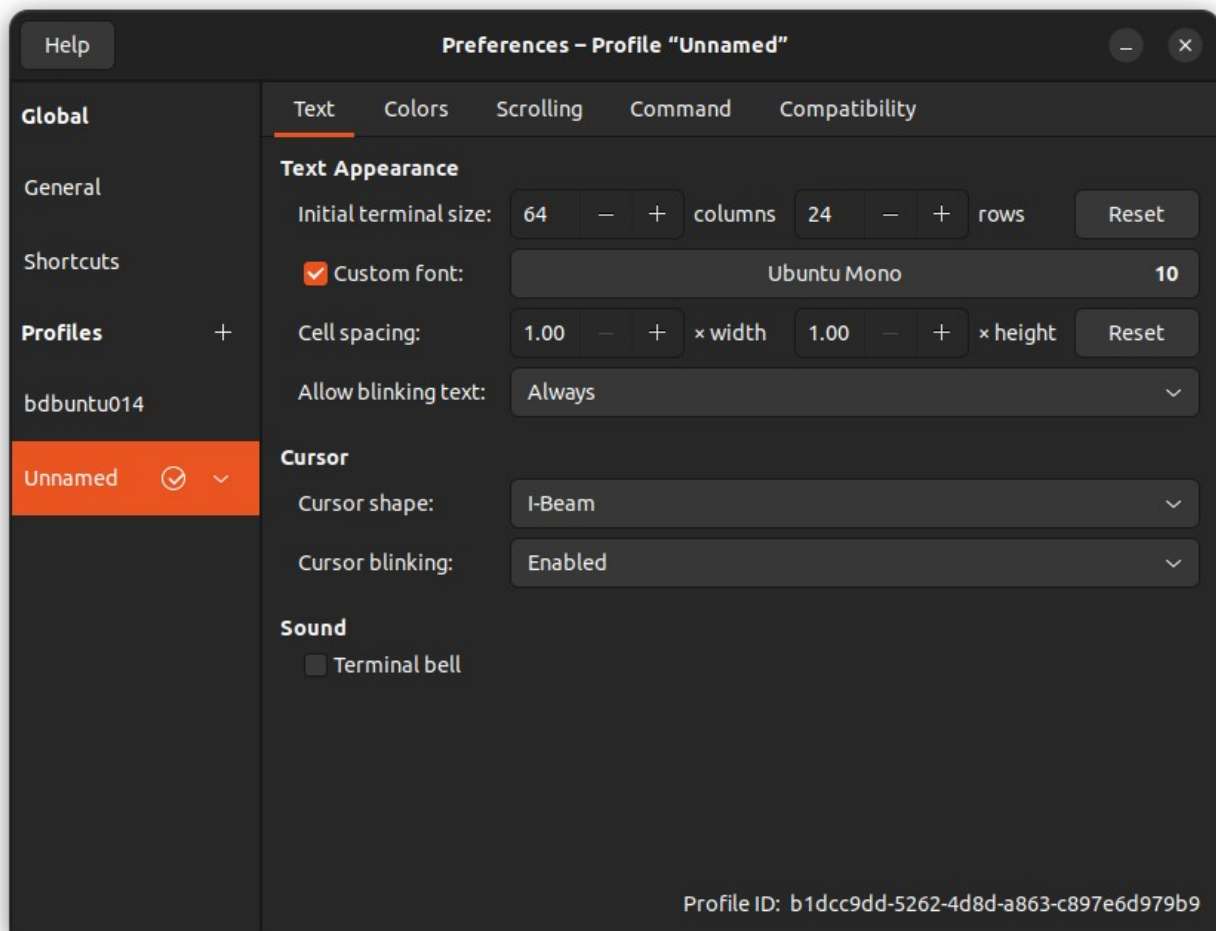 Help
Preferences – Profile “Unnamed”
Global
General
Shortcuts
Profiles +
bdbuntu014
Unnamed
Text Colors Scrolling Command Compatibility
Text Appearance
Initial terminal size: 64 − + columns 24 − + rows Reset
Custom font: Ubuntu Mono 10
Cell spacing: 1.00 − + × width 1.00 − + × height Reset
Allow blinking text: Always
Cursor
Cursor shape: I-Beam
Cursor blinking: Enabled
Sound
Terminal bell
Profile ID: b1dcc9dd-5262-4d8d-a863-c897e6d979b9